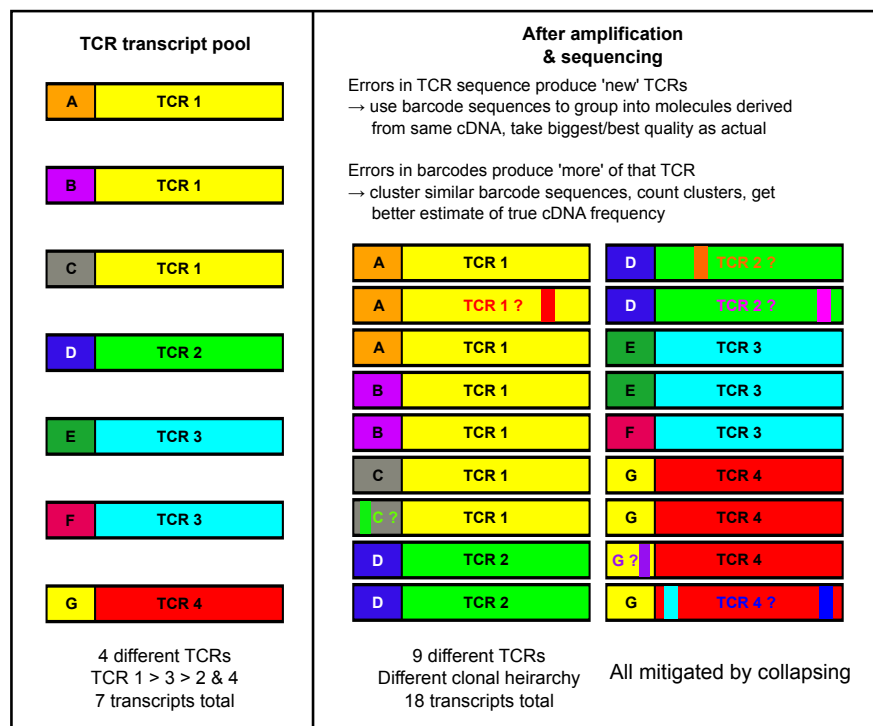 TCR transcript pool
A TCR 1
B TCR 1
C TCR 1
D TCR 2
E TCR 3
F TCR 3
G TCR 4
4 different TCRs
TCR 1 > 3 > 2 & 4
7 transcripts total
After amplification
& sequencing
Errors in TCR sequence produce 'new' TCRs
→ use barcode sequences to group into molecules derived
from same cDNA, take biggest/best quality as actual
Errors in barcodes produce 'more' of that TCR
→ cluster similar barcode sequences, count clusters, get
better estimate of true cDNA frequency
A TCR 1
A TCR 1 ?
A TCR 1
B TCR 1
B TCR 1
C TCR 1
C ? TCR 1
D TCR 2
D TCR 2
D TCR 2 ?
D TCR 2 ?
E TCR 3
E TCR 3
F TCR 3
G TCR 4
G TCR 4
G ? TCR 4
G TCR 4 ?
9 different TCRs
Different clonal heirarchy
18 transcripts total
All mitigated by collapsing